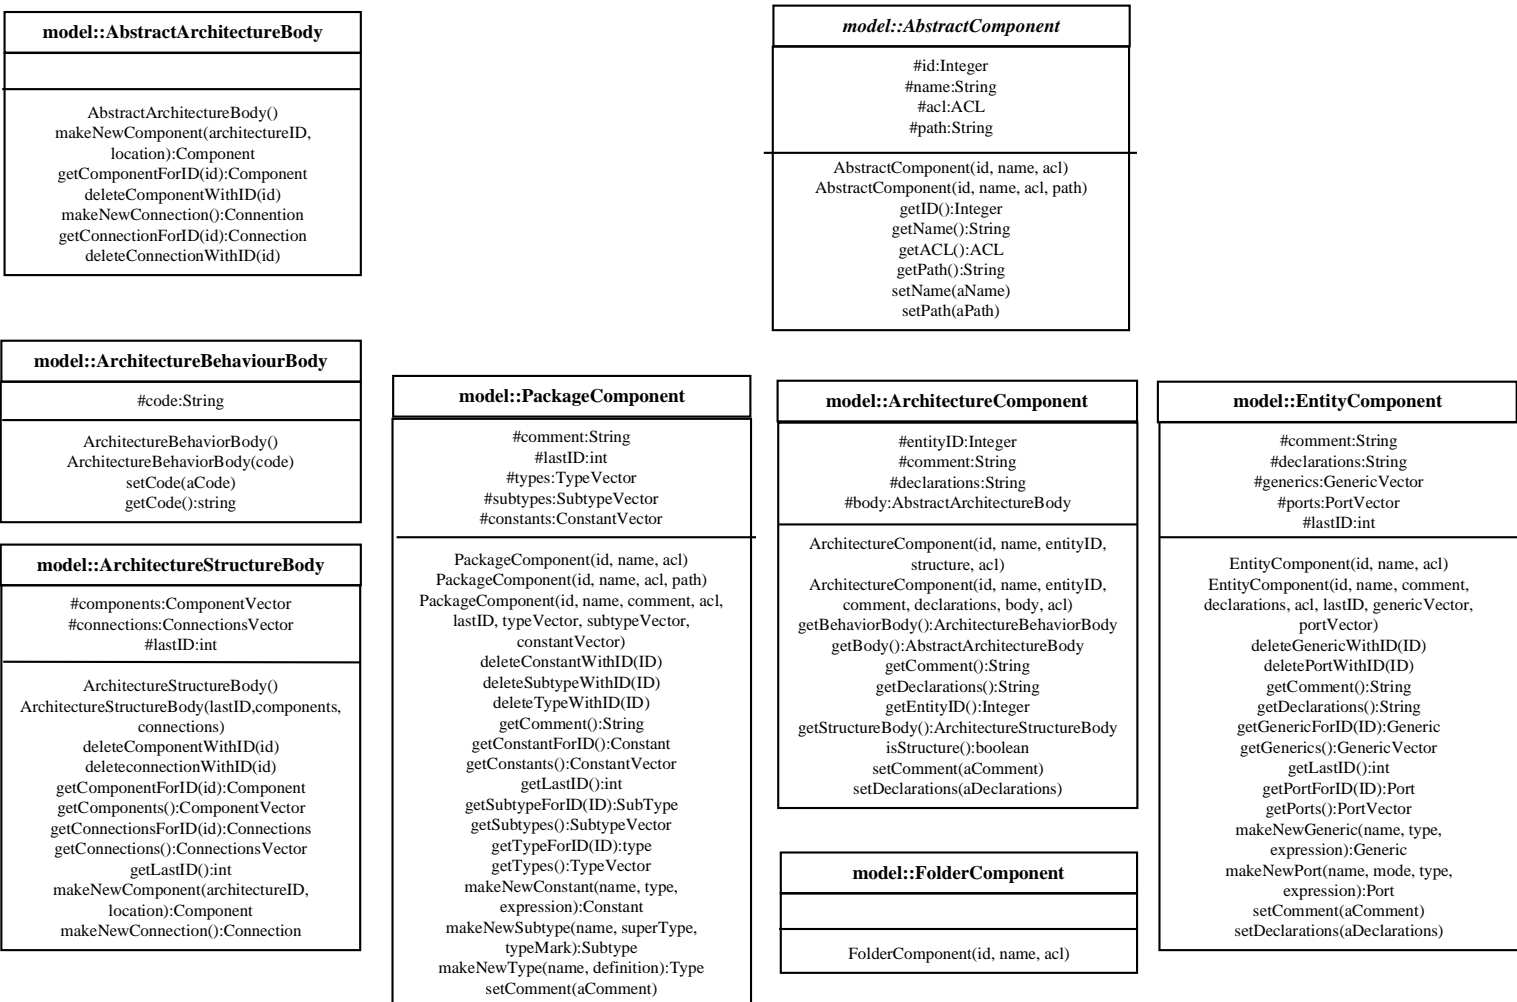 model::AbstractArchitectureBody
AbstractArchitectureBody()
makeNewComponent(architectureID,
location):Component
getComponentForID(id):Component
deleteComponentWithID(id)
makeNewConnection():Connention
getConnectionForID(id):Connection
deleteConnectionWithID(id)
model::AbstractComponent
#id:Integer
#name:String
#acl:ACL
#path:String
AbstractComponent(id, name, acl)
AbstractComponent(id, name, acl, path)
getID():Integer
getName():String
getACL():ACL
getPath():String
setName(aName)
setPath(aPath)
model::ArchitectureBehaviourBody
#code:String
ArchitectureBehaviorBody()
ArchitectureBehaviorBody(code)
setCode(aCode)
getCode():string
model::ArchitectureStructureBody
#components:ComponentVector
#connections:ConnectionsVector
#lastID:int
ArchitectureStructureBody()
ArchitectureStructureBody(lastID,components,
connections)
deleteComponentWithID(id)
deleteconnectionWithID(id)
getComponentForID(id):Component
getComponents():ComponentVector
getConnectionsForID(id):Connections
getConnections():ConnectionsVector
getLastID():int
makeNewComponent(architectureID,
location):Component
makeNewConnection():Connection
model::PackageComponent
#comment:String
#lastID:int
#types:TypeVector
#subtypes:SubtypeVector
#constants:ConstantVector
PackageComponent(id, name, acl)
PackageComponent(id, name, acl, path)
PackageComponent(id, name, comment, acl,
lastID, typeVector, subtypeVector,
constantVector)
deleteConstantWithID(ID)
deleteSubtypeWithID(ID)
deleteTypeWithID(ID)
getComment():String
getConstantForID():Constant
getConstants():ConstantVector
getLastID():int
getSubtypeForID(ID):SubType
getSubtypes():SubtypeVector
getTypeForID(ID):type
getTypes():TypeVector
makeNewConstant(name, type,
expression):Constant
makeNewSubtype(name, superType,
typeMark):Subtype
makeNewType(name, definition):Type
setComment(aComment)
model::ArchitectureComponent
#entityID:Integer
#comment:String
#declarations:String
#body:AbstractArchitectureBody
ArchitectureComponent(id, name, entityID,
structure, acl)
ArchitectureComponent(id, name, entityID,
comment, declarations, body, acl)
getBehaviorBody():ArchitectureBehaviorBody
getBody():AbstractArchitectureBody
getComment():String
getDeclarations():String
getEntityID():Integer
getStructureBody():ArchitectureStructureBody
isStructure():boolean
setComment(aComment)
setDeclarations(aDeclarations)
model::FolderComponent
FolderComponent(id, name, acl)
model::EntityComponent
#comment:String
#declarations:String
#generics:GenericVector
#ports:PortVector
#lastID:int
EntityComponent(id, name, acl)
EntityComponent(id, name, comment,
declarations, acl, lastID, genericVector,
portVector)
deleteGenericWithID(ID)
deletePortWithID(ID)
getComment():String
getDeclarations():String
getGenericForID(ID):Generic
getGenerics():GenericVector
getLastID():int
getPortForID(ID):Port
getPorts():PortVector
makeNewGeneric(name, type,
expression):Generic
makeNewPort(name, mode, type,
expression):Port
setComment(aComment)
setDeclarations(aDeclarations)